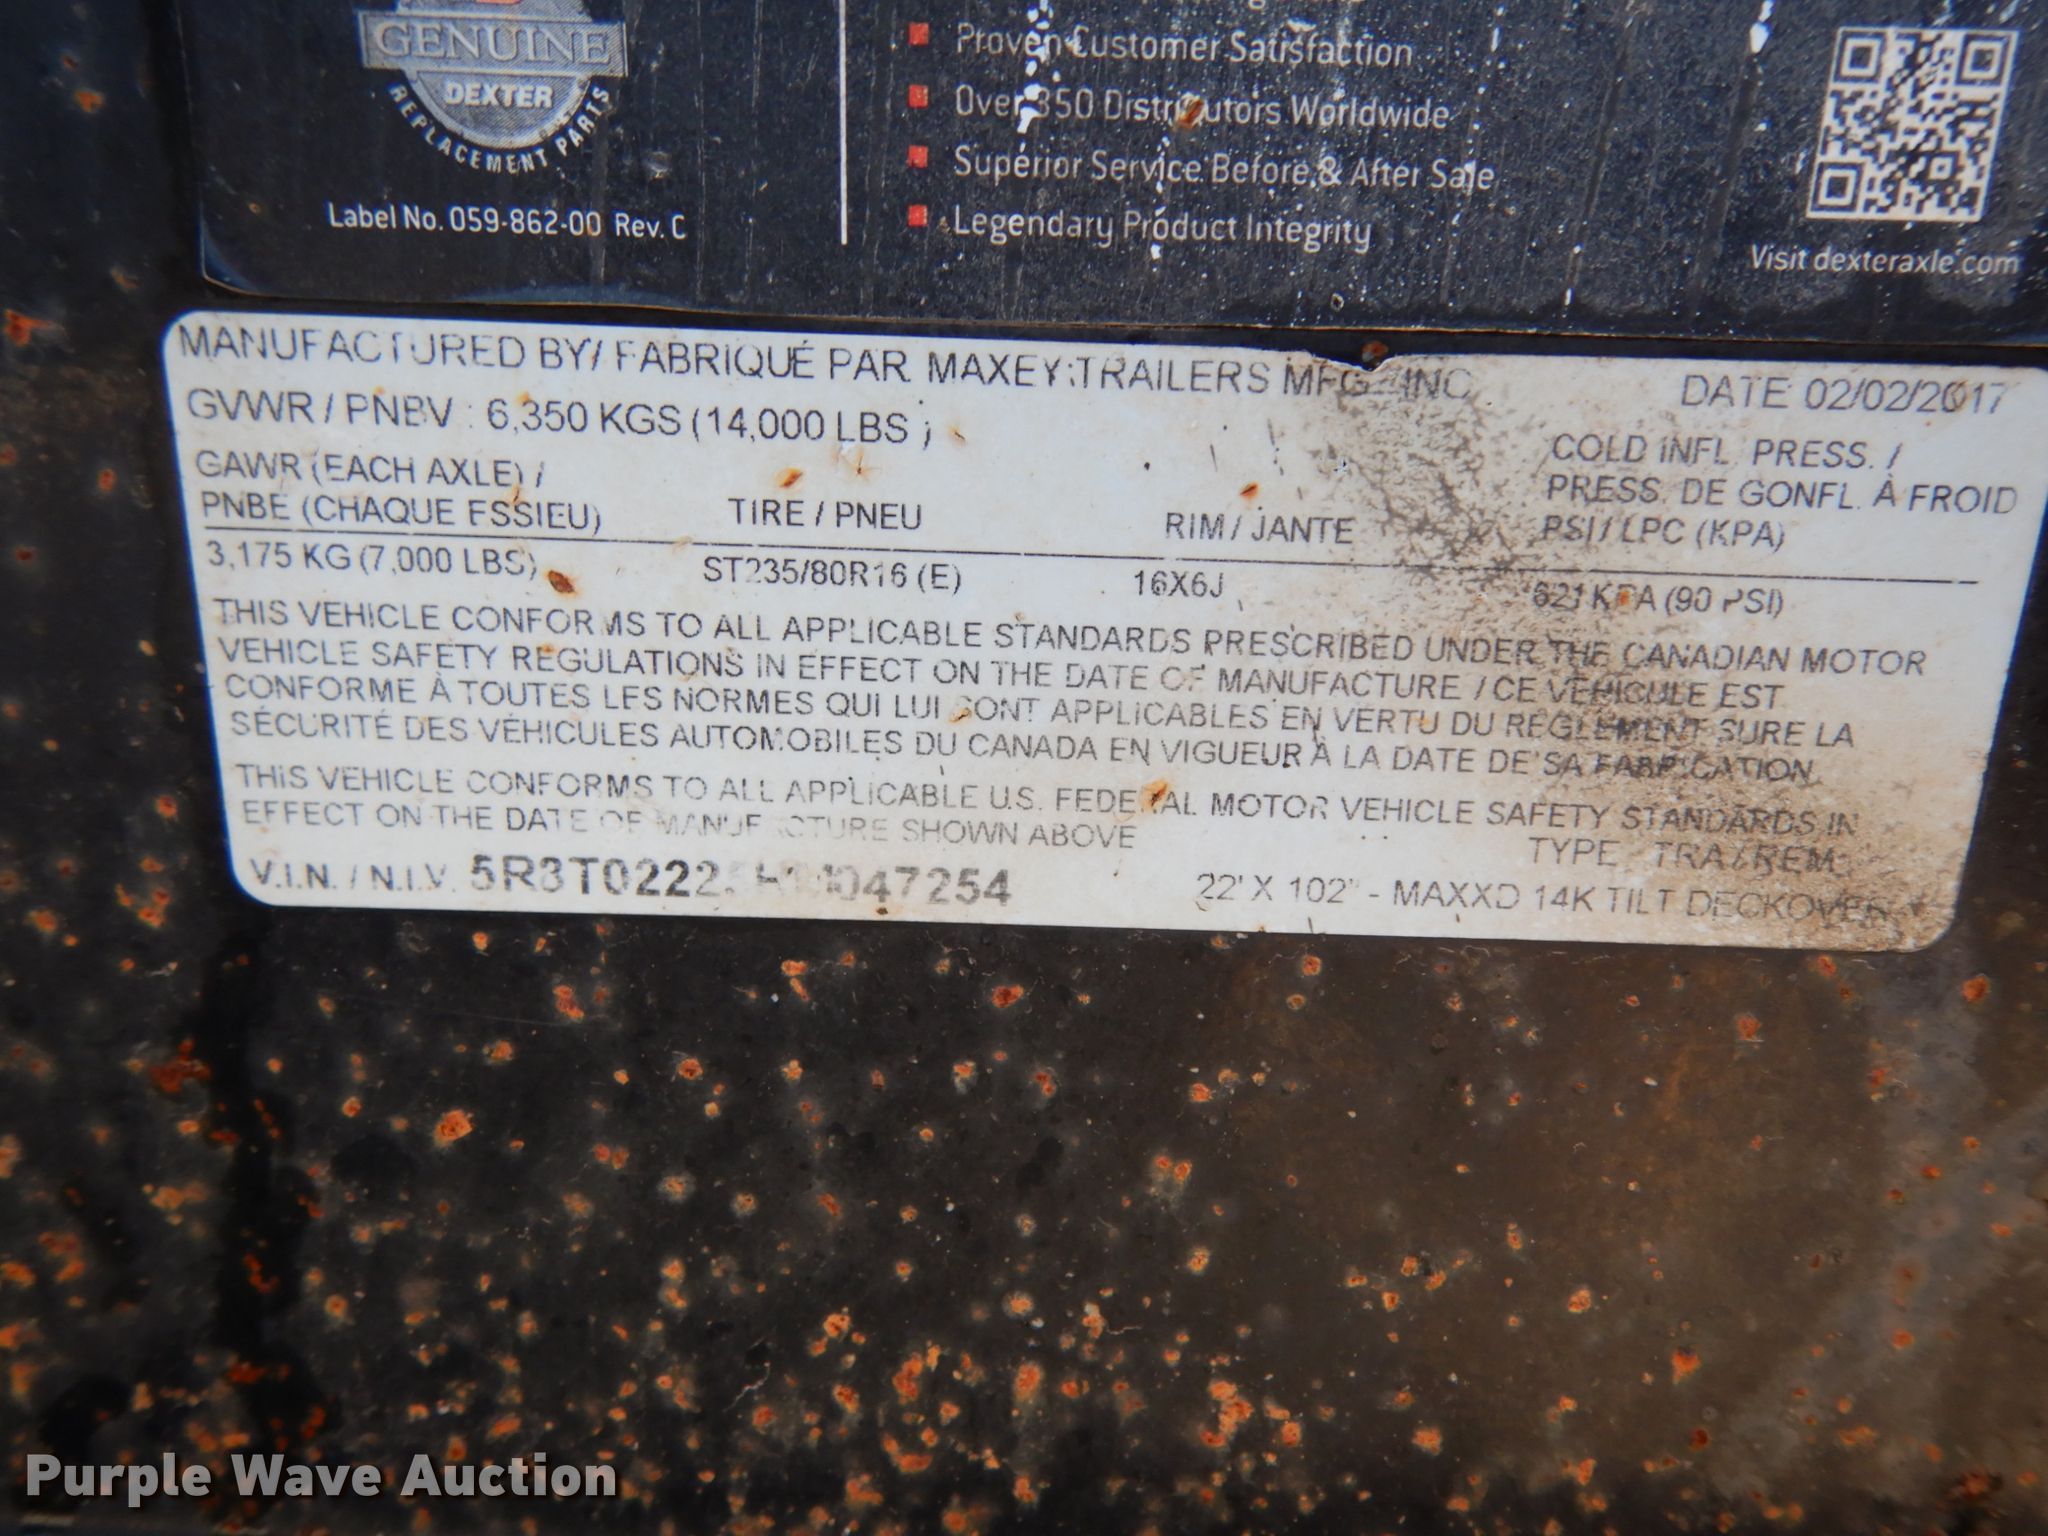 GENUINE
DEXTER
REPLACEMENT PARTS
Label No. 059-862-00 Rev. C
Proven Customer Satisfaction
Over 350 Distributors Worldwide
Superior Service Before & After Sale
Legendary Product Integrity
Visit dexteraxle.com
MANUFACTURED BY / FABRIQUÉ PAR MAXEY TRAILERS MFG. INC. DATE 02/02/2017
GVWR / PNBV : 6,350 KGS (14,000 LBS)
GAWR (EACH AXLE) / COLD INFL. PRESS. /
PNBE (CHAQUE ESSIEU) TIRE / PNEU RIM / JANTE PRESS. DE GONFL. À FROID
PSI / LPC (KPA)
3,175 KG (7,000 LBS) ST235/80R16 (E) 16X6J 621 KPA (90 PSI)
THIS VEHICLE CONFORMS TO ALL APPLICABLE STANDARDS PRESCRIBED UNDER THE CANADIAN MOTOR
VEHICLE SAFETY REGULATIONS IN EFFECT ON THE DATE OF MANUFACTURE / CE VÉHICULE EST
CONFORME À TOUTES LES NORMES QUI LUI SONT APPLICABLES EN VERTU DU RÈGLEMENT SURE LA
SÉCURITÉ DES VÉHICULES AUTOMOBILES DU CANADA EN VIGUEUR À LA DATE DE SA FABRICATION.
THIS VEHICLE CONFORMS TO ALL APPLICABLE U.S. FEDERAL MOTOR VEHICLE SAFETY STANDARDS IN
EFFECT ON THE DATE OF MANUFACTURE SHOWN ABOVE
TYPE TRA/REM
V.I.N. / N.I.V. 22' X 102" - MAXXD 14K TILT DECKOVER
Purple Wave Auction